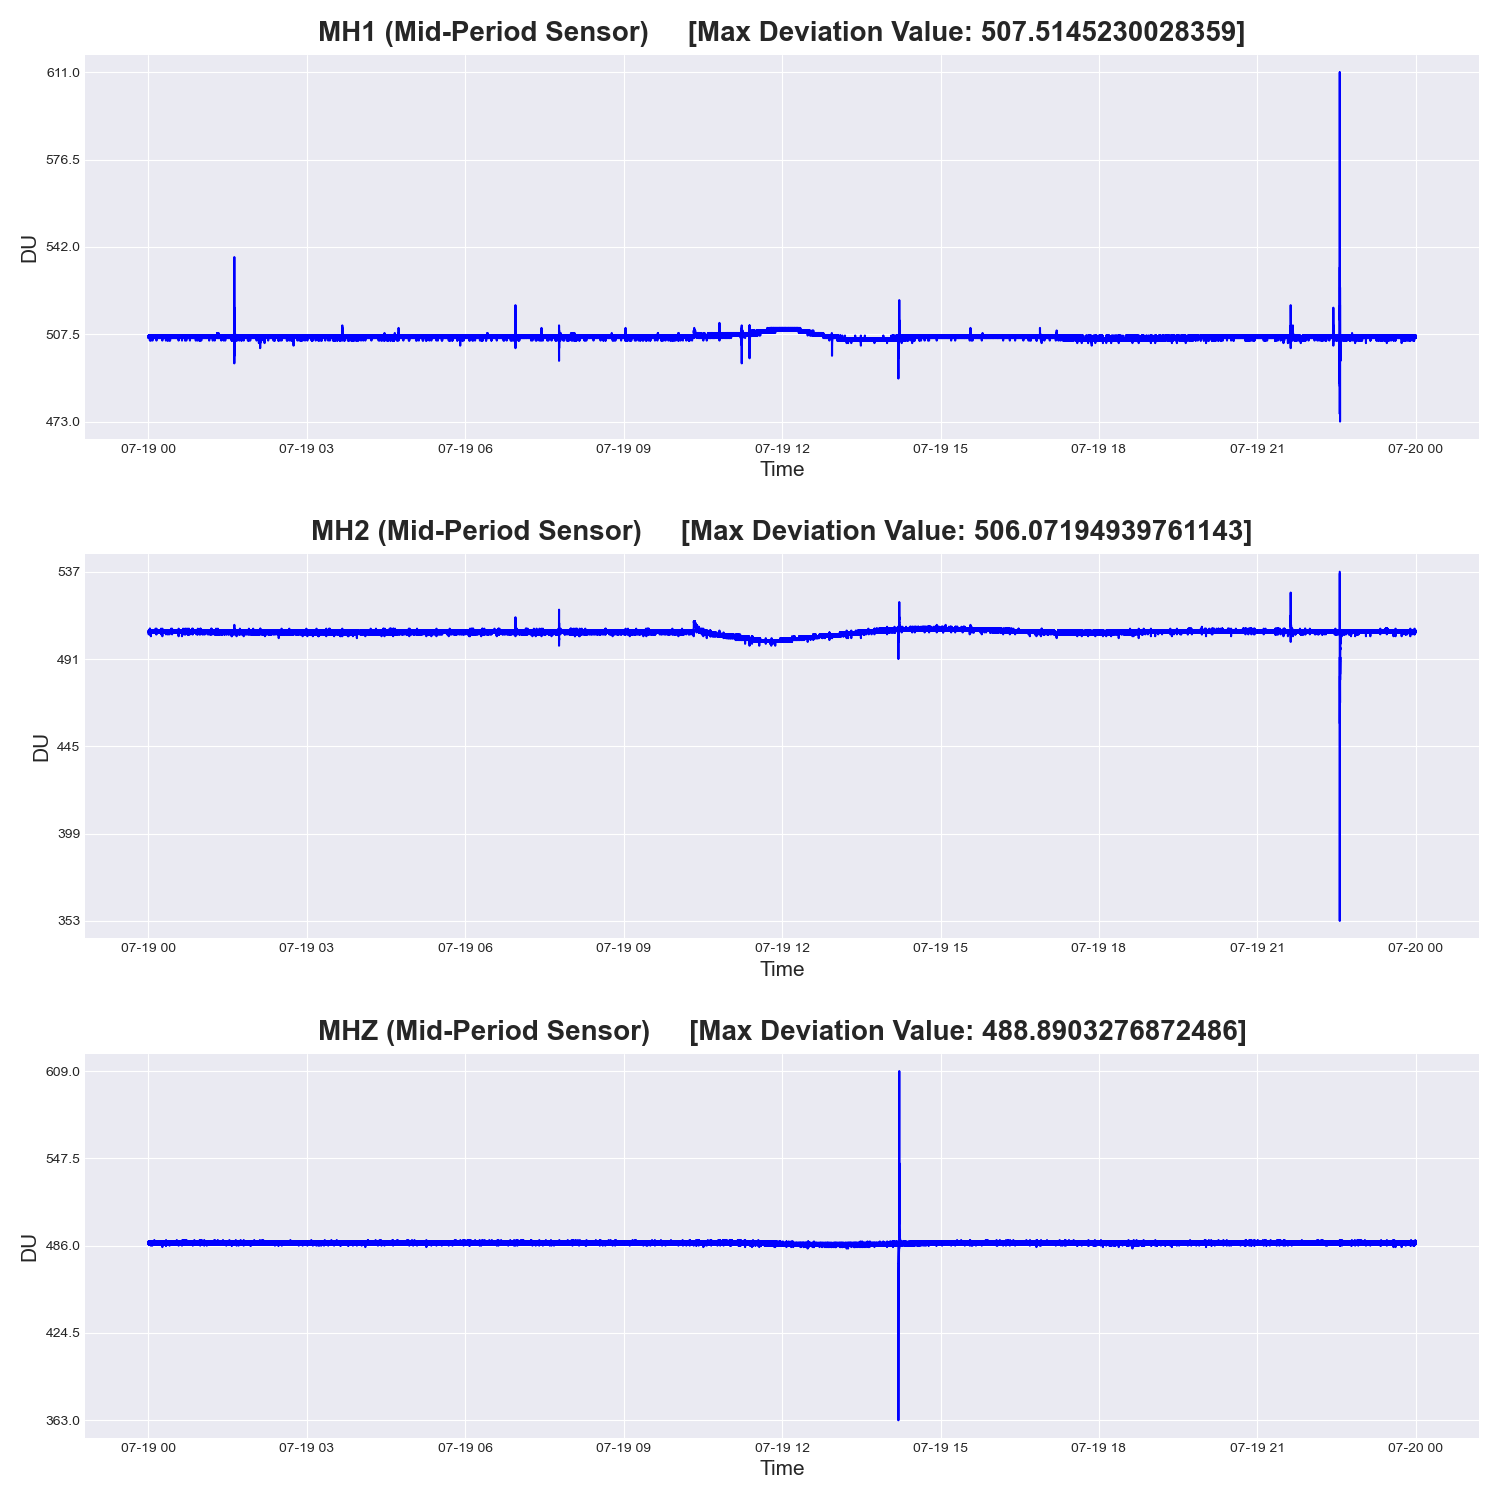 MH1 (Mid-Period Sensor) [Max Deviation Value: 507.5145230028359]
611.0
576.5
542.0
507.5
473.0
DU
07-19 00 07-19 03 07-19 06 07-19 09 07-19 12 07-19 15 07-19 18 07-19 21 07-20 00
Time
MH2 (Mid-Period Sensor) [Max Deviation Value: 506.07194939761143]
537
491
445
399
353
DU
07-19 00 07-19 03 07-19 06 07-19 09 07-19 12 07-19 15 07-19 18 07-19 21 07-20 00
Time
MHZ (Mid-Period Sensor) [Max Deviation Value: 488.8903276872486]
609.0
547.5
486.0
424.5
363.0
DU
07-19 00 07-19 03 07-19 06 07-19 09 07-19 12 07-19 15 07-19 18 07-19 21 07-20 00
Time